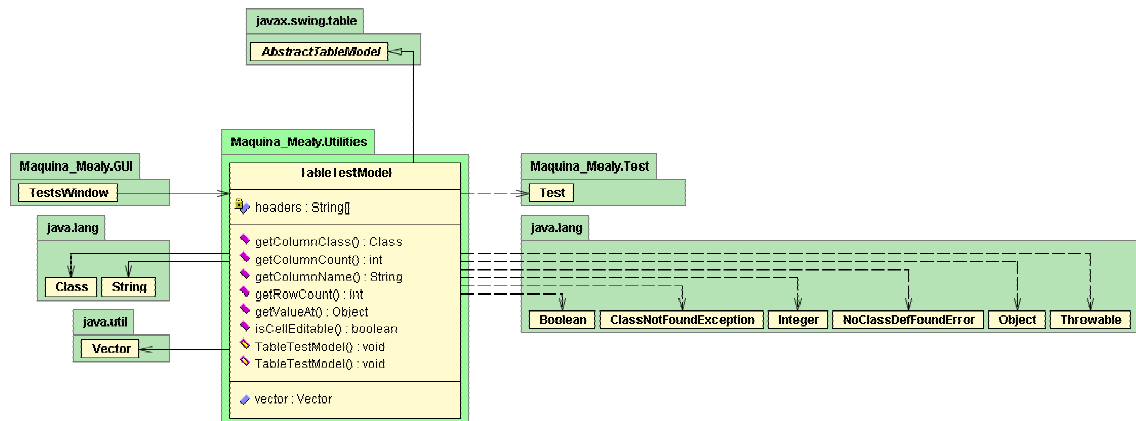 javax.swing.table
AbstractTableModel
Maquina_Mealy.Utilities
TableTestModel
headers : String[]
getColumnClass() : Class
getColumnCount() : int
getColumnName() : String
getRowCount() : int
getValueAt() : Object
isCellEditable() : boolean
TableTestModel() : void
TableTestModel() : void
vector : Vector
Maquina_Mealy.GUI
TestsWindow
java.lang
Class String
java.util
Vector
Maquina_Mealy.Test
Test
java.lang
Boolean ClassNotFoundException Integer NoClassDefFoundError Object Throwable